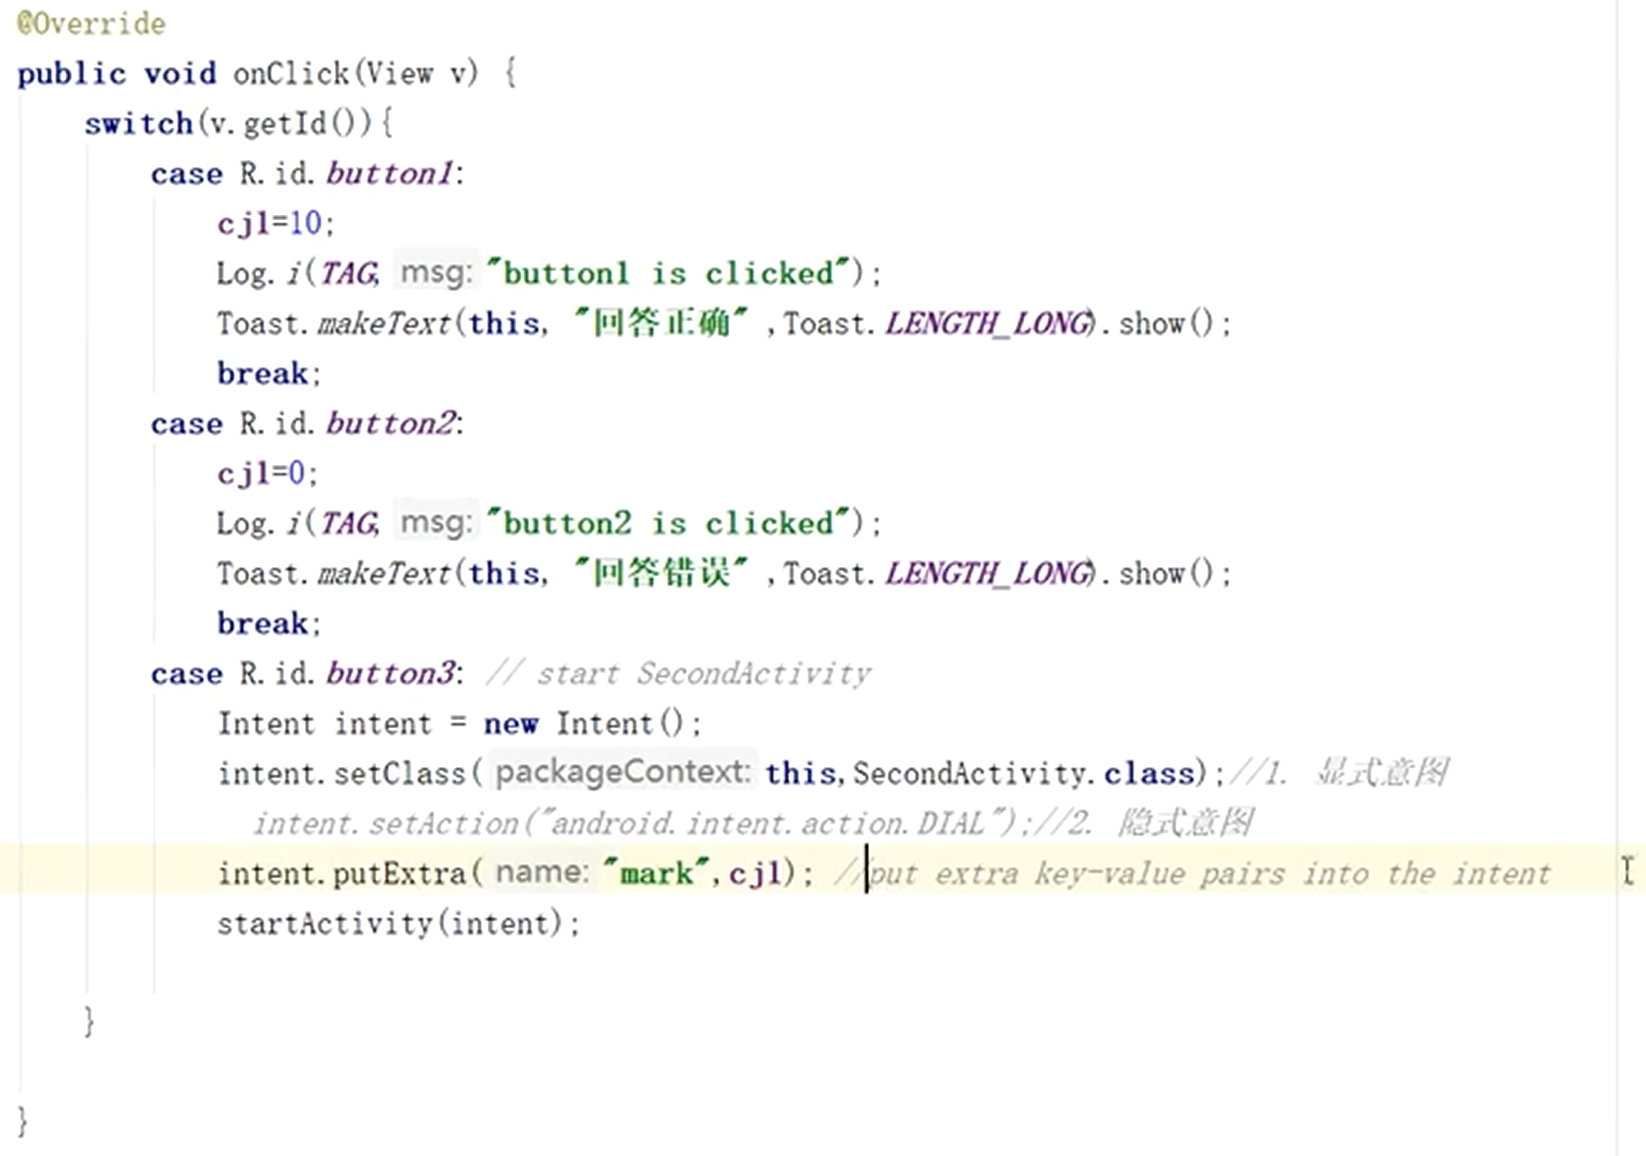 @Override
public void onClick(View v) {
switch(v.getId()){
case R.id.button1:
cjl=10;
Log.i(TAG, msg: "button1 is clicked");
Toast.makeText(this, "回答正确" ,Toast.LENGTH_LONG).show();
break;
case R.id.button2:
cjl=0;
Log.i(TAG, msg: "button2 is clicked");
Toast.makeText(this, "回答错误" ,Toast.LENGTH_LONG).show();
break;
case R.id.button3: // start SecondActivity
Intent intent = new Intent();
intent.setClass( packageContext: this,SecondActivity.class);//1. 显式意图
intent.setAction("android.intent.action.DIAL");//2. 隐式意图
intent.putExtra( name: "mark",cjl); //put extra key-value pairs into the intent
startActivity(intent);
}
}